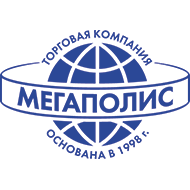 ТОРГОВАЯ КОМПАНИЯ
МЕГАПОЛИС
ОСНОВАНА В 1998 г.